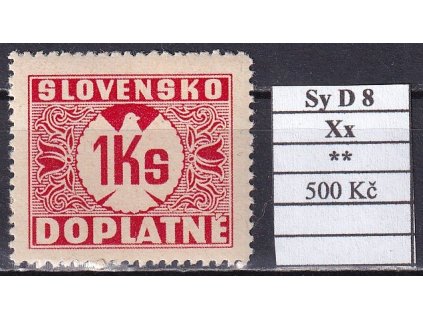 SLOVENSKO
1Ks
DOPLATNÉ
Sy D 8
Xx
**
500 Kč